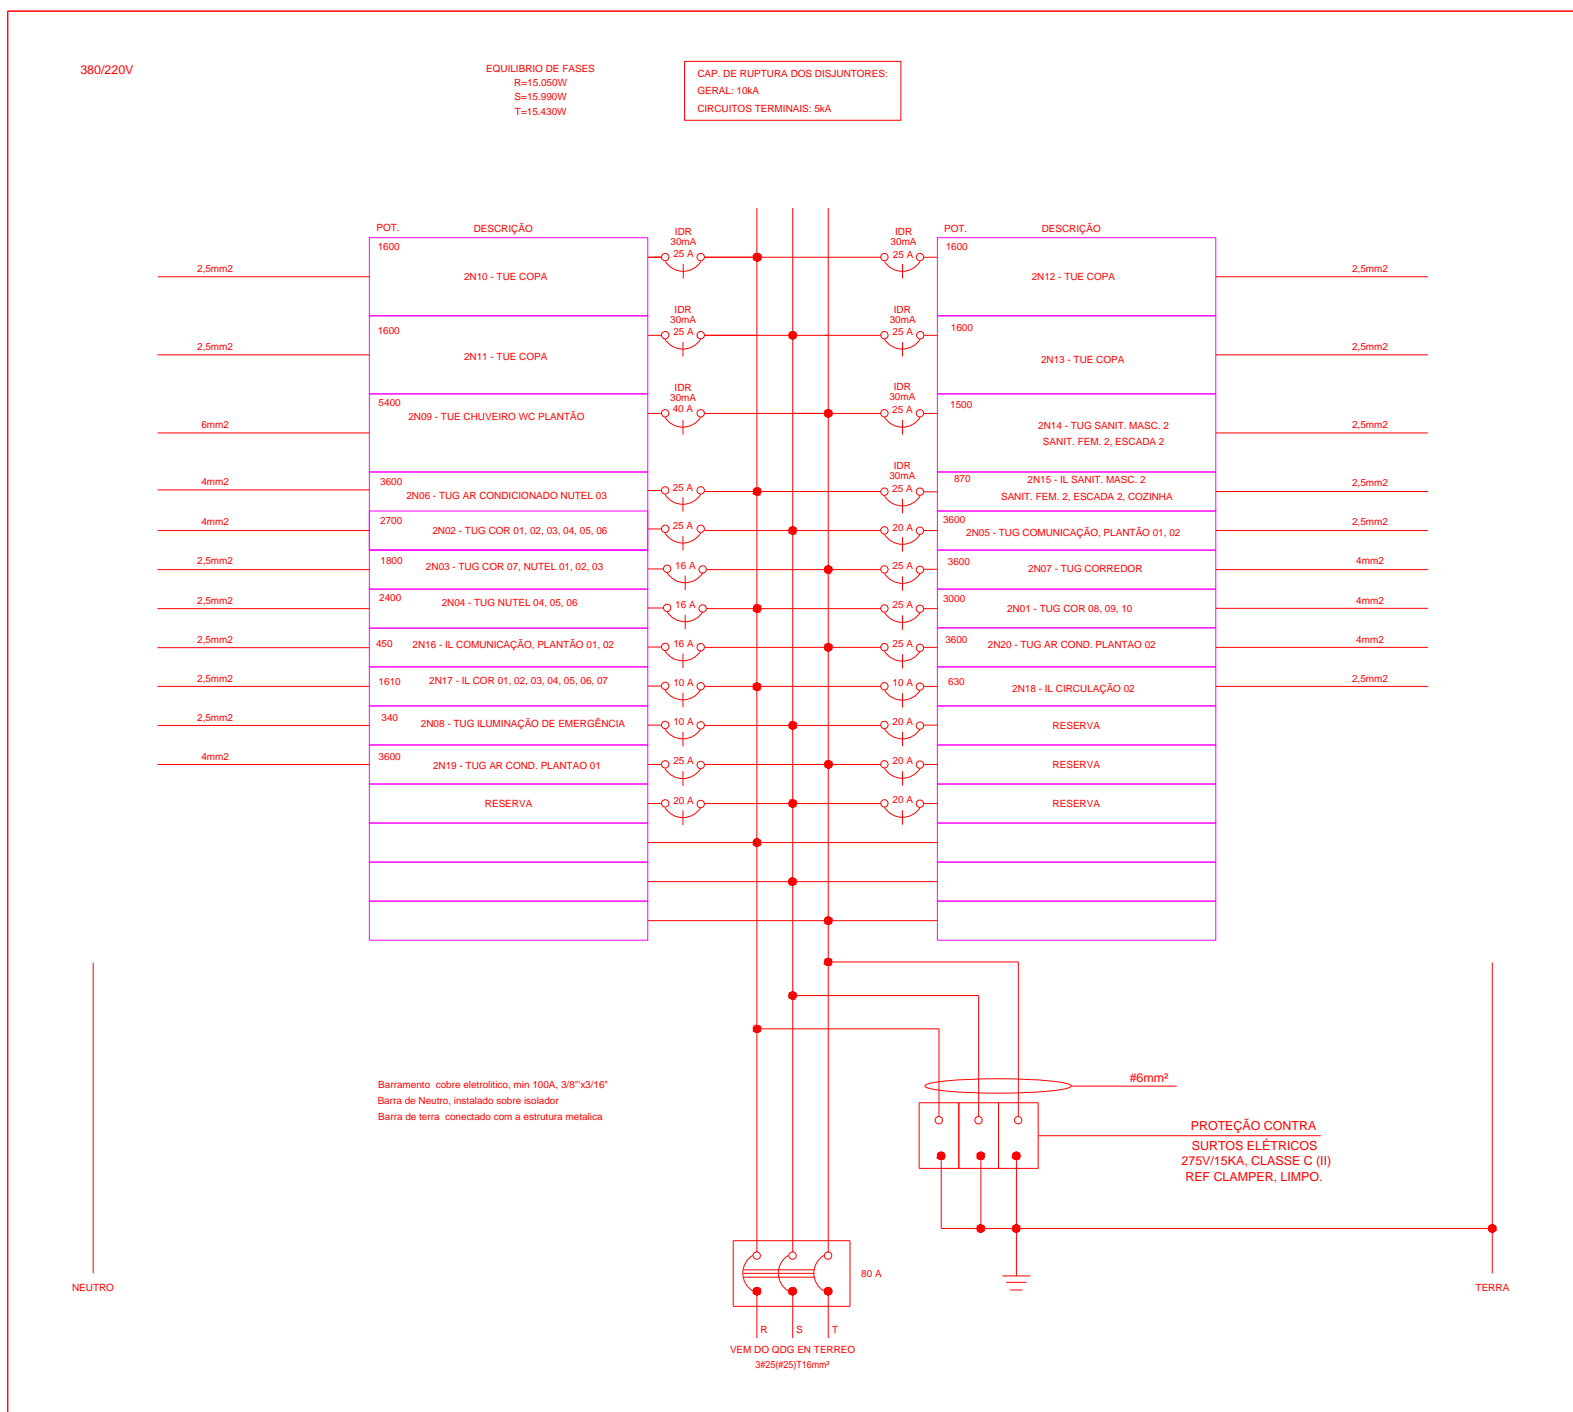 380/220V
EQUILIBRIO DE FASES
R=15.050W
S=15.990W
T=15.430W
CAP. DE RUPTURA DOS DISJUNTORES:
GERAL: 10kA
CIRCUITOS TERMINAIS: 5kA
POT. DESCRIÇÃO
IDR
30mA
25 A
IDR
30mA
25 A
POT. DESCRIÇÃO
2,5mm2
1600
2N10 - TUE COPA
1600
2N12 - TUE COPA
2,5mm2
2,5mm2
1600
2N11 - TUE COPA
IDR
30mA
25 A
IDR
30mA
25 A
1600
2N13 - TUE COPA
2,5mm2
6mm2
5400
2N09 - TUE CHUVEIRO WC PLANTÃO
IDR
30mA
40 A
IDR
30mA
25 A
1500
2N14 - TUG SANIT. MASC. 2
SANIT. FEM. 2, ESCADA 2
2,5mm2
4mm2
3600
2N06 - TUG AR CONDICIONADO NUTEL 03
25 A
IDR
30mA
25 A
870
2N15 - IL SANIT. MASC. 2
SANIT. FEM. 2, ESCADA 2, COZINHA
2,5mm2
4mm2
2700
2N02 - TUG COR 01, 02, 03, 04, 05, 06
25 A
20 A
3600
2N05 - TUG COMUNICAÇÃO, PLANTÃO 01, 02
2,5mm2
2,5mm2
1800
2N03 - TUG COR 07, NUTEL 01, 02, 03
16 A
25 A
3600
2N07 - TUG CORREDOR
4mm2
2,5mm2
2400
2N04 - TUG NUTEL 04, 05, 06
16 A
25 A
3000
2N01 - TUG COR 08, 09, 10
4mm2
2,5mm2
450
2N16 - IL COMUNICAÇÃO, PLANTÃO 01, 02
16 A
25 A
3600
2N20 - TUG AR COND. PLANTAO 02
4mm2
2,5mm2
1610
2N17 - IL COR 01, 02, 03, 04, 05, 06, 07
10 A
10 A
630
2N18 - IL CIRCULAÇÃO 02
2,5mm2
2,5mm2
340
2N08 - TUG ILUMINAÇÃO DE EMERGÊNCIA
10 A
20 A
RESERVA
4mm2
3600
2N19 - TUG AR COND. PLANTAO 01
25 A
20 A
RESERVA
RESERVA
20 A
20 A
RESERVA
Barramento cobre eletrolitico, min 100A, 3/8"x3/16"
Barra de Neutro, instalado sobre isolador
Barra de terra conectado com a estrutura metalica
#6mm²
PROTEÇÃO CONTRA
SURTOS ELÉTRICOS
275V/15KA, CLASSE C (II)
REF CLAMPER, LIMPO.
NEUTRO
80 A
TERRA
R S T
VEM DO QDG EN TERREO
3#25(#25)T16mm²